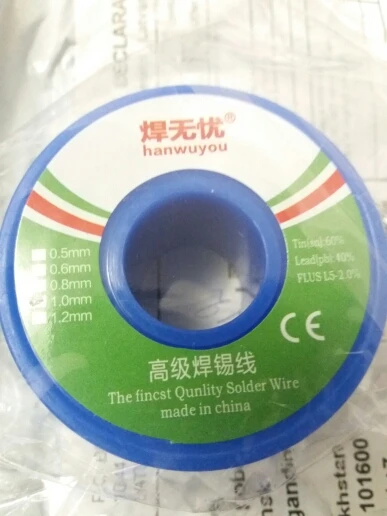 DECLARA
焊无忧®
hanwuyou
0.5mm
0.6mm
0.8mm
1.0mm
1.2mm
Tin(sn):60%
Lead(pb):40%
FLUS 1.5-2.0%
CE
高级焊锡线
The fincst Qunlity Solder Wire
made in china
101600